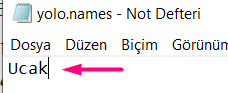 yolo.names - Not Defteri
Dosya Düzen Biçim Görünüm
Ucak